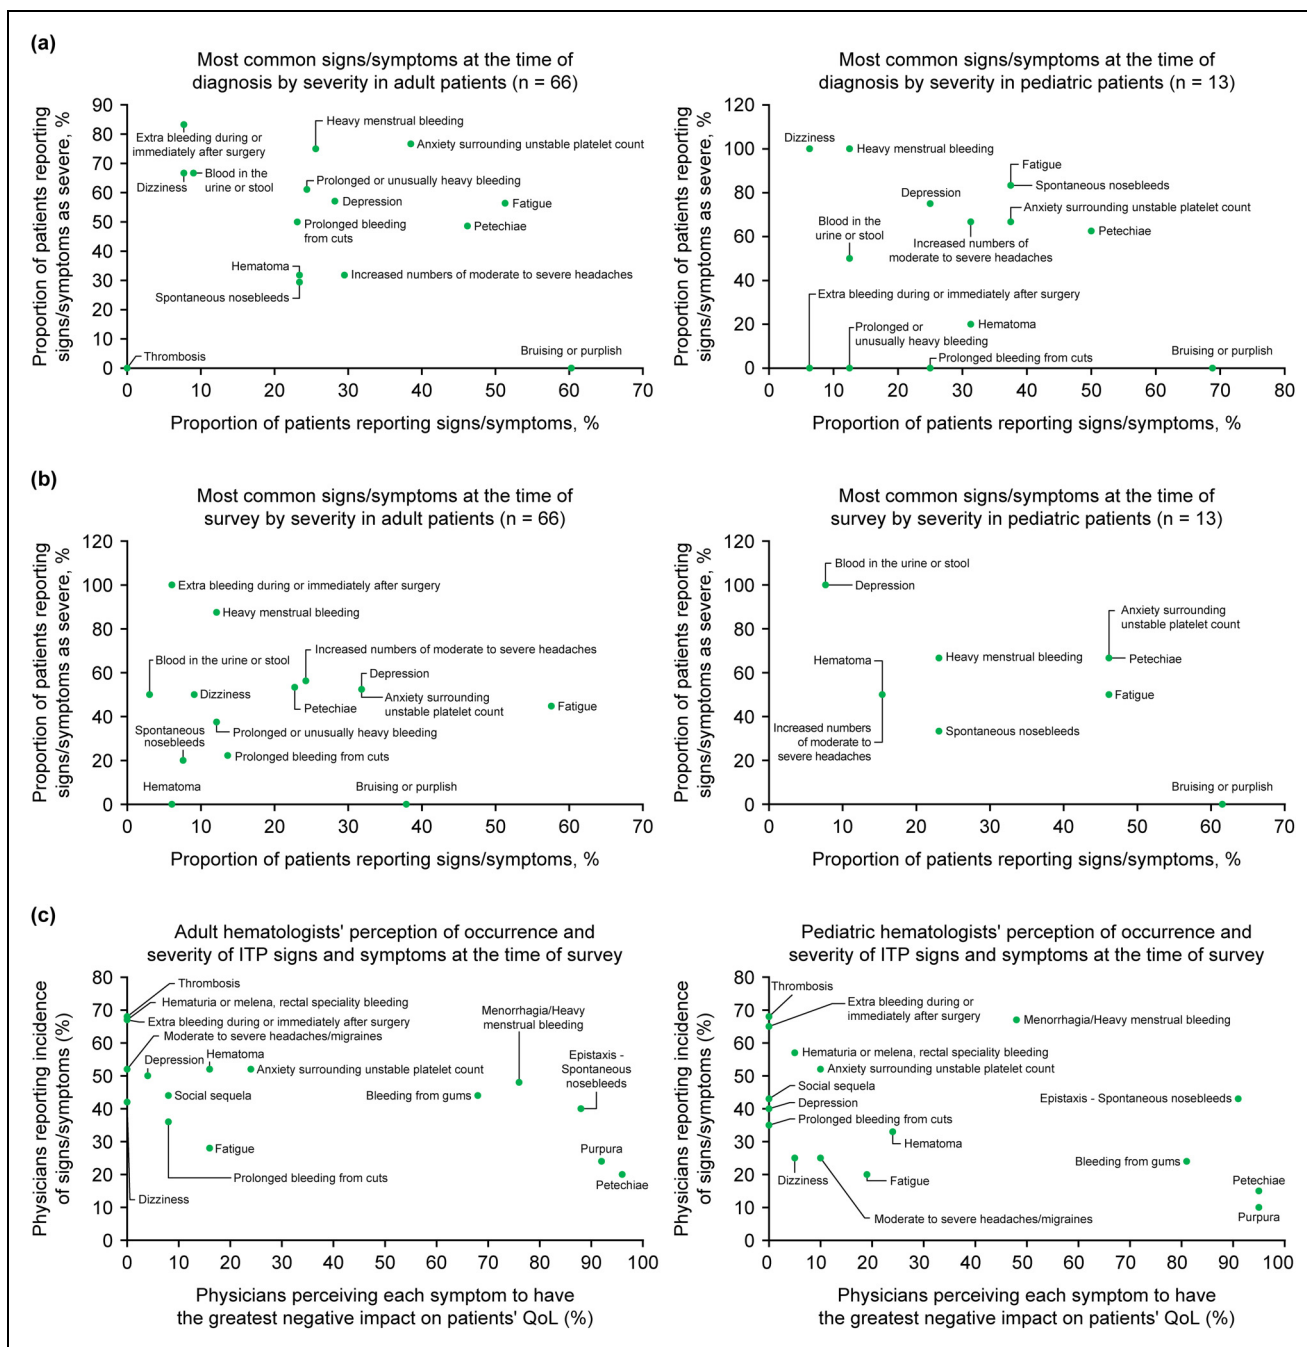 (a)
Most common signs/symptoms at the time of
diagnosis by severity in adult patients (n = 66)
Proportion of patients reporting
signs/symptoms as severe, %
90
80
70
60
50
40
30
20
10
0
Extra bleeding during or
immediately after surgery
Heavy menstrual bleeding
Anxiety surrounding unstable platelet count
Dizziness
Blood in the
urine or stool
Prolonged or unusually heavy bleeding
Depression
Fatigue
Prolonged bleeding
from cuts
Petechiae
Hematoma
Increased numbers of moderate to severe headaches
Spontaneous nosebleeds
Thrombosis
Bruising or purplish
0 10 20 30 40 50 60 70
Proportion of patients reporting signs/symptoms, %
Most common signs/symptoms at the time of
diagnosis by severity in pediatric patients (n = 13)
Proportion of patients reporting
signs/symptoms as severe, %
120
100
80
60
40
20
0
Dizziness
Heavy menstrual bleeding
Fatigue
Spontaneous nosebleeds
Depression
Anxiety surrounding unstable platelet count
Blood in the
urine or stool
Petechiae
Increased numbers of
moderate to severe headaches
Extra bleeding during or immediately after surgery
Hematoma
Prolonged or
unusually heavy bleeding
Prolonged bleeding from cuts
Bruising or purplish
0 10 20 30 40 50 60 70 80
Proportion of patients reporting signs/symptoms, %
(b)
Most common signs/symptoms at the time of
survey by severity in adult patients (n = 66)
Proportion of patients reporting
signs/symptoms as severe, %
120
100
80
60
40
20
0
Extra bleeding during or immediately after surgery
Heavy menstrual bleeding
Increased numbers of moderate to severe headaches
Blood in the urine or stool
Depression
Dizziness
Anxiety surrounding
unstable platelet count
Petechiae
Fatigue
Spontaneous
nosebleeds
Prolonged or unusually heavy bleeding
Prolonged bleeding from cuts
Hematoma
Bruising or purplish
0 10 20 30 40 50 60 70
Proportion of patients reporting signs/symptoms, %
Most common signs/symptoms at the time of
survey by severity in pediatric patients (n = 13)
Proportion of patients reporting
signs/symptoms as severe, %
120
100
80
60
40
20
0
Blood in the urine or stool
Depression
Anxiety surrounding
unstable platelet count
Hematoma
Heavy menstrual bleeding
Petechiae
Fatigue
Increased numbers
of moderate to
severe headaches
Spontaneous nosebleeds
Bruising or purplish
0 10 20 30 40 50 60 70
Proportion of patients reporting signs/symptoms, %
(c)
Adult hematologists' perception of occurrence and
severity of ITP signs and symptoms at the time of survey
Physicians reporting incidence
of signs/symptoms (%)
80
70
60
50
40
30
20
10
0
Thrombosis
Hematuria or melena, rectal speciality bleeding
Extra bleeding during or immediately after surgery
Moderate to severe headaches/migraines
Menorrhagia/Heavy
menstrual bleeding
Depression
Hematoma
Anxiety surrounding unstable platelet count
Epistaxis -
Spontaneous
nosebleeds
Social sequela
Bleeding from gums
Fatigue
Purpura
Prolonged bleeding from cuts
Petechiae
Dizziness
0 10 20 30 40 50 60 70 80 90 100
Physicians perceiving each symptom to have
the greatest negative impact on patients' QoL (%)
Pediatric hematologists' perception of occurrence and
severity of ITP signs and symptoms at the time of survey
Physicians reporting incidence
of signs/symptoms (%)
80
70
60
50
40
30
20
10
0
Thrombosis
Extra bleeding during or
immediately after surgery
Menorrhagia/Heavy menstrual bleeding
Hematuria or melena, rectal speciality bleeding
Anxiety surrounding unstable platelet count
Social sequela
Depression
Epistaxis - Spontaneous nosebleeds
Prolonged bleeding from cuts
Hematoma
Bleeding from gums
Dizziness
Fatigue
Petechiae
Moderate to severe headaches/migraines
Purpura
0 10 20 30 40 50 60 70 80 90 100
Physicians perceiving each symptom to have
the greatest negative impact on patients' QoL (%)